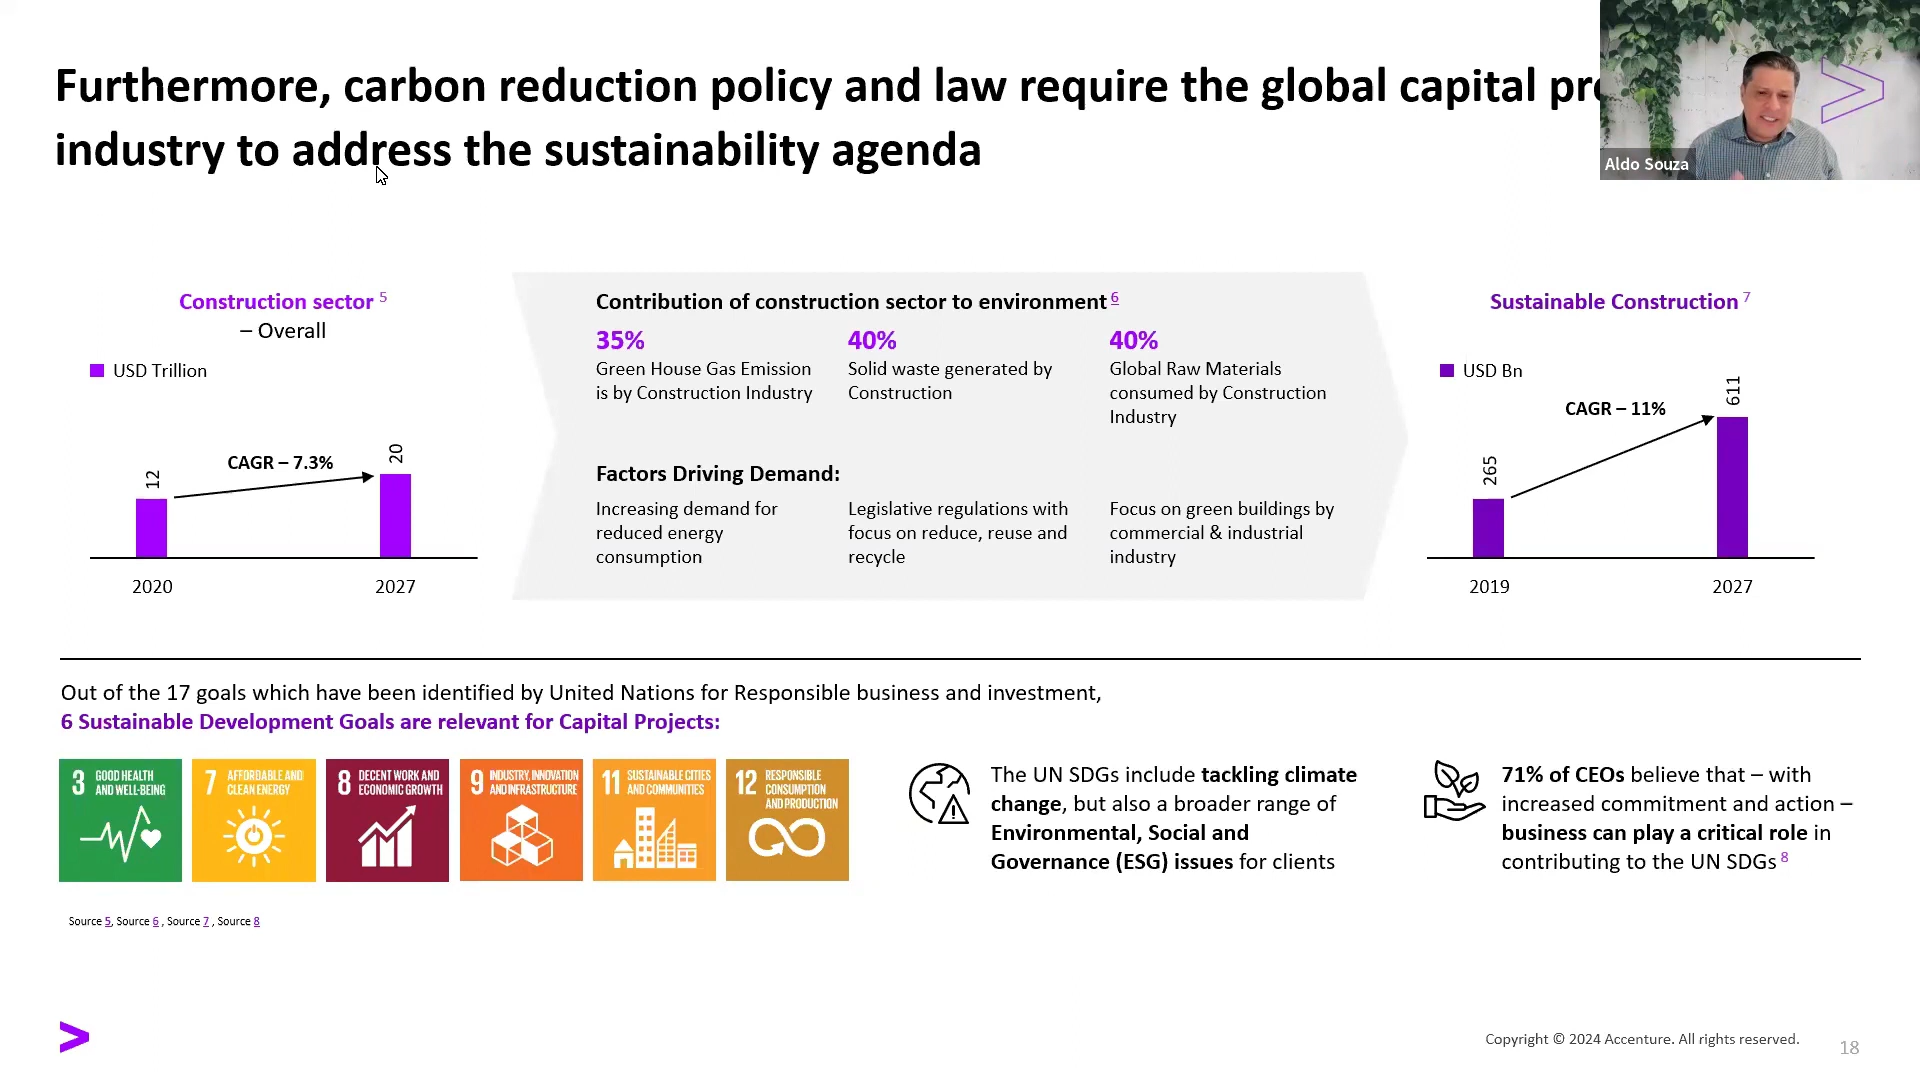 Furthermore, carbon reduction policy and law require the global capital
industry to address the sustainability agenda
Aldo Souza
Construction sector 5
– Overall
USD Trillion
12
CAGR – 7.3%
20
2020
2027
Contribution of construction sector to environment 6
35%
Green House Gas Emission
is by Construction Industry
40%
Solid waste generated by
Construction
40%
Global Raw Materials
consumed by Construction
Industry
Factors Driving Demand:
Increasing demand for
reduced energy
consumption
Legislative regulations with
focus on reduce, reuse and
recycle
Focus on green buildings by
commercial & industrial
industry
Sustainable Construction 7
USD Bn
265
CAGR – 11%
611
2019
2027
Out of the 17 goals which have been identified by United Nations for Responsible business and investment,
6 Sustainable Development Goals are relevant for Capital Projects:
3 GOOD HEALTH
AND WELL-BEING
7 AFFORDABLE AND
CLEAN ENERGY
8 DECENT WORK AND
ECONOMIC GROWTH
9 INDUSTRY, INNOVATION
AND INFRASTRUCTURE
11 SUSTAINABLE CITIES
AND COMMUNITIES
12 RESPONSIBLE
CONSUMPTION
AND PRODUCTION
The UN SDGs include tackling climate
change, but also a broader range of
Environmental, Social and
Governance (ESG) issues for clients
71% of CEOs believe that – with
increased commitment and action –
business can play a critical role in
contributing to the UN SDGs 8
Source 5, Source 6 , Source 7 , Source 8
Copyright © 2024 Accenture. All rights reserved.
18